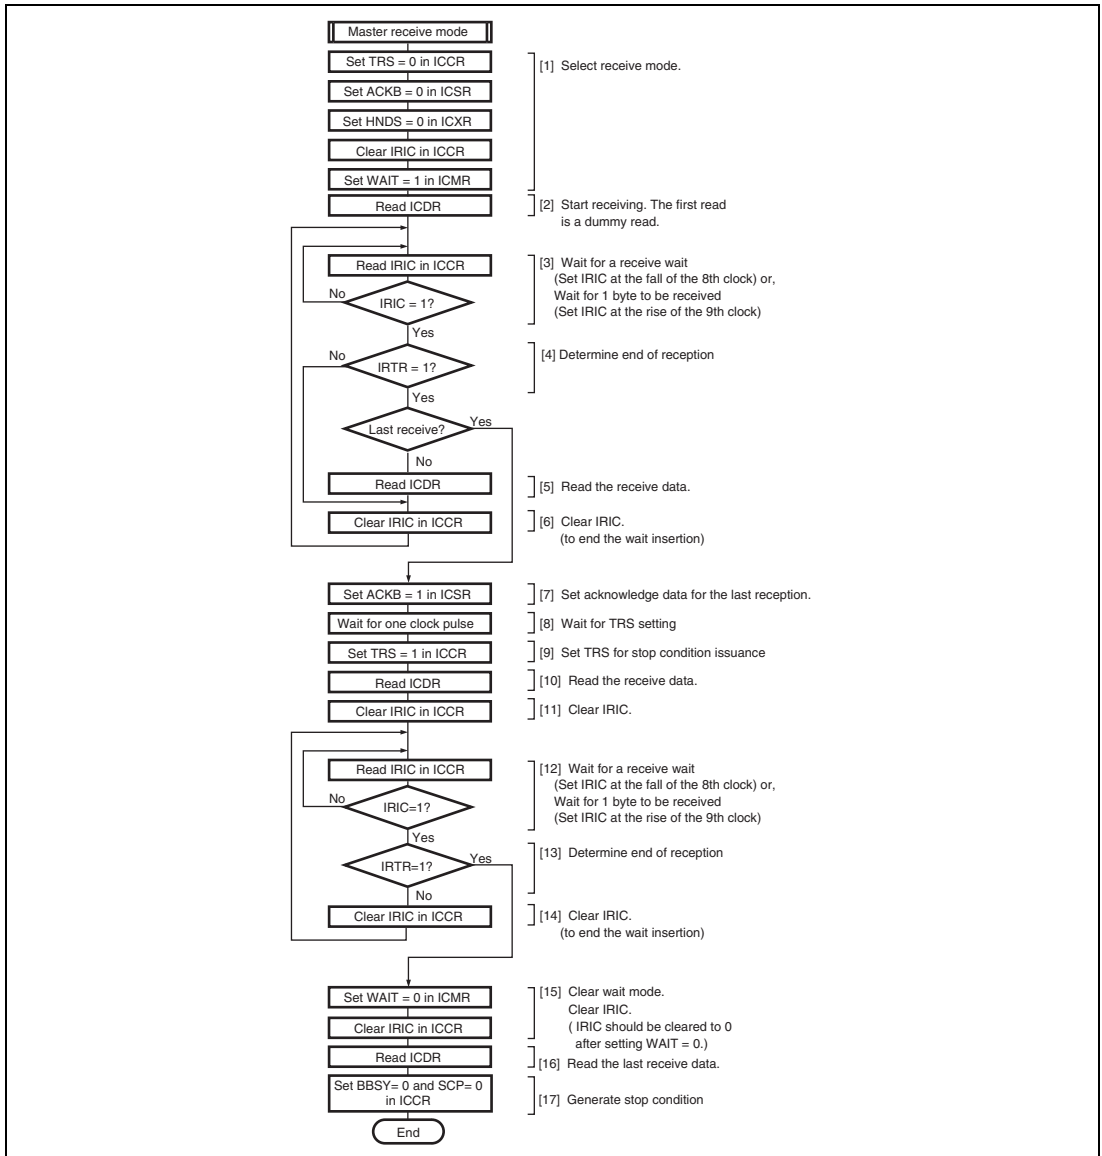 Master receive mode
Set TRS = 0 in ICCR
[1] Select receive mode.
Set ACKB = 0 in ICSR
Set HNDS = 0 in ICXR
Clear IRIC in ICCR
Set WAIT = 1 in ICMR
Read ICDR
[2] Start receiving. The first read
is a dummy read.
Read IRIC in ICCR
[3] Wait for a receive wait
(Set IRIC at the fall of the 8th clock) or,
Wait for 1 byte to be received
(Set IRIC at the rise of the 9th clock)
No
IRIC = 1?
Yes
No
IRTR = 1?
[4] Determine end of reception
Yes
Last receive?
Yes
No
Read ICDR
[5] Read the receive data.
Clear IRIC in ICCR
[6] Clear IRIC.
(to end the wait insertion)
Set ACKB = 1 in ICSR
[7] Set acknowledge data for the last reception.
Wait for one clock pulse
[8] Wait for TRS setting
Set TRS = 1 in ICCR
[9] Set TRS for stop condition issuance
Read ICDR
[10] Read the receive data.
Clear IRIC in ICCR
[11] Clear IRIC.
Read IRIC in ICCR
[12] Wait for a receive wait
(Set IRIC at the fall of the 8th clock) or,
Wait for 1 byte to be received
(Set IRIC at the rise of the 9th clock)
No
IRIC=1?
Yes
IRTR=1?
Yes
[13] Determine end of reception
No
Clear IRIC in ICCR
[14] Clear IRIC.
(to end the wait insertion)
Set WAIT = 0 in ICMR
[15] Clear wait mode.
Clear IRIC.
( IRIC should be cleared to 0
after setting WAIT = 0.)
Clear IRIC in ICCR
Read ICDR
[16] Read the last receive data.
Set BBSY= 0 and SCP= 0
in ICCR
[17] Generate stop condition
End